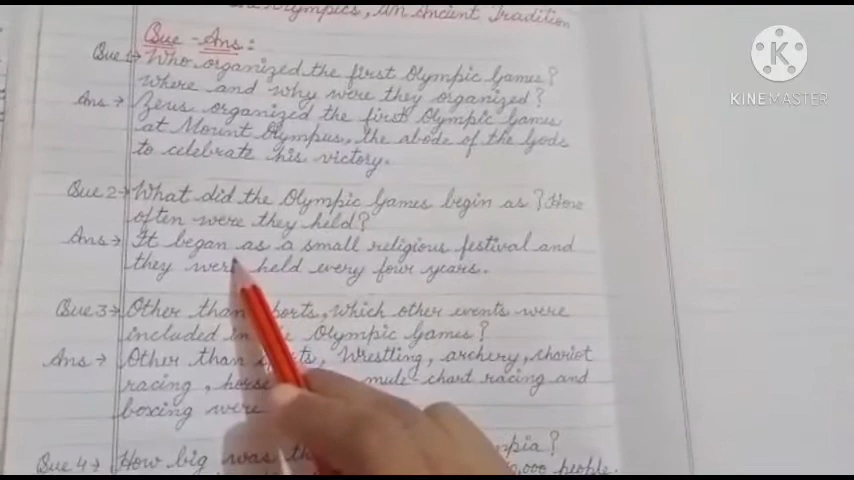 Olympics, An Ancient Tradition
Que - Ans:
Que 1→ Who organized the first Olympic Games?
where and why were they organized?
Ans → Zeus organized the first Olympic Games
at Mount Olympus, the abode of the Gods
to celebrate his victory.
Que 2→ What did the Olympic Games begin as? How
often were they held?
Ans → It began as a small religious festival and
they were held every four years.
Que 3→ Other than sports, which other events were
included in the Olympic Games?
Ans → Other than sports, Wrestling, archery, chariot
racing, horse mule-chart racing and
boxing were
Que 4→ How big was
,000 people.
K
KINEMASTER